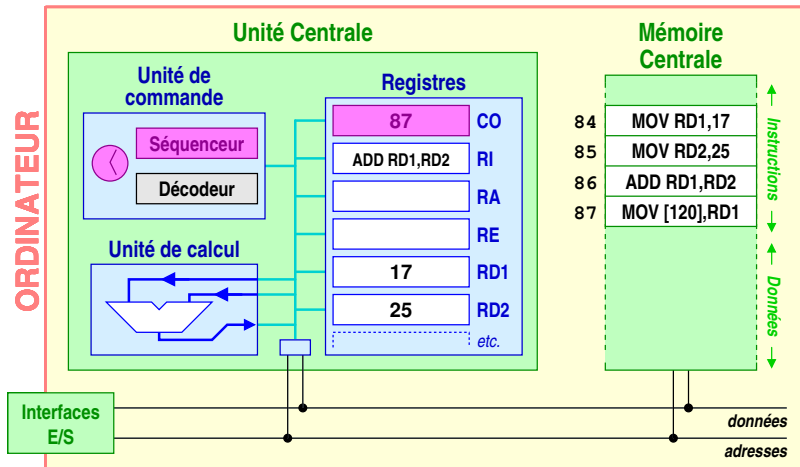 ORDINATEUR
Unité Centrale
Unité de
commande
Séquenceur
Décodeur
Unité de calcul
Registres
87 CO
ADD RD1,RD2 RI
RA
RE
17 RD1
25 RD2
etc.
Mémoire
Centrale
84 MOV RD1,17
85 MOV RD2,25
86 ADD RD1,RD2
87 MOV [120],RD1
Instructions
Données
Interfaces
E/S
données
adresses